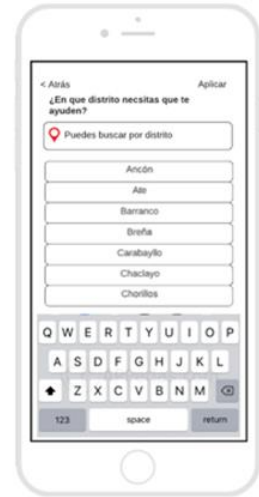 < Atrás Aplicar
¿En que distrito necsitas que te
ayuden?
Puedes buscar por distrito
Ancón
Ate
Barranco
Breña
Carabayllo
Chaclayo
Chorillos
Q W E R T Y U I O P
A S D F G H J K L
Z X C V B N M
123 space return